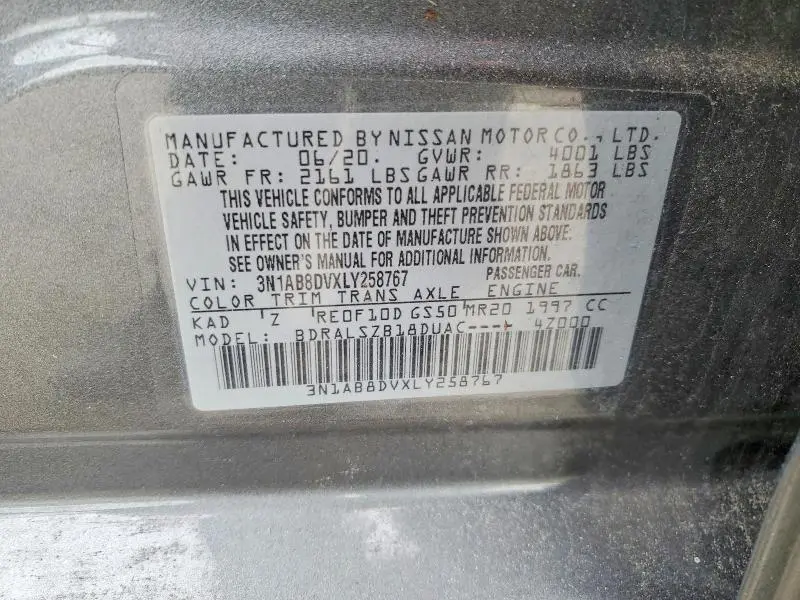 MANUFACTURED BY NISSAN MOTOR CO., LTD.
DATE: 06/20. GVWR: 4001 LBS
GAWR FR: 2161 LBS GAWR RR: 1863 LBS
THIS VEHICLE CONFORMS TO ALL APPLICABLE FEDERAL MOTOR
VEHICLE SAFETY, BUMPER AND THEFT PREVENTION STANDARDS
IN EFFECT ON THE DATE OF MANUFACTURE SHOWN ABOVE.
SEE OWNER'S MANUAL FOR ADDITIONAL INFORMATION.
VIN: 3N1AB8DVXLY258767 PASSENGER CAR.
COLOR TRIM TRANS AXLE ENGINE
KAD Z RE0F10D GS50 MR20 1997 CC
MODEL: BDRALSZB18DUAC---- 4Z000
3N1AB8DVXLY258767